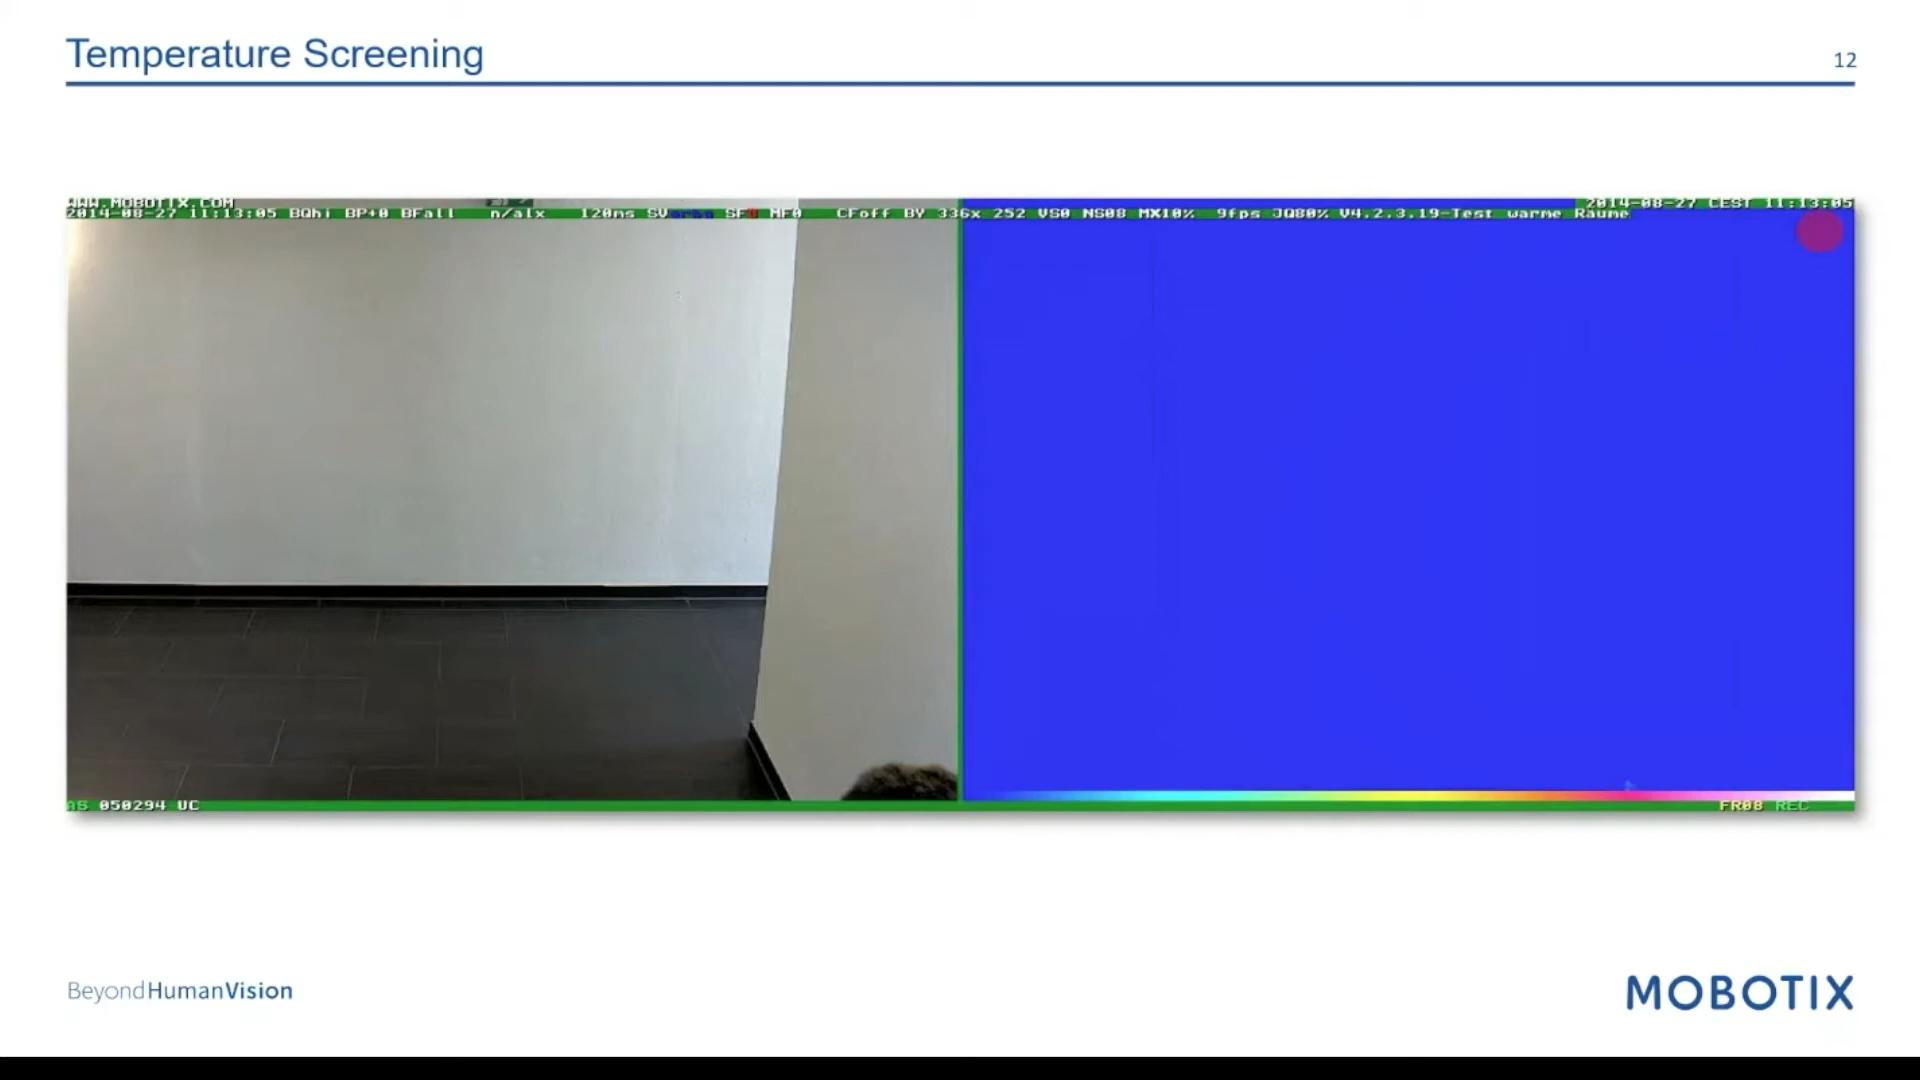 Temperature Screening
12
WWW.MOBOTIX.COM
2014-08-27 CEST 11:13:05
2014-08-27 11:13:05 BQhi BP+0 BFall n/alx 120ms SV SF MF0 CFoff BY 336x 252 VS0 NS08 MX10% 9fps JQ80% V4.2.3.19-Test warme Räume
AS 050294 UC
FR08 REC
BeyondHumanVision
MOBOTIX